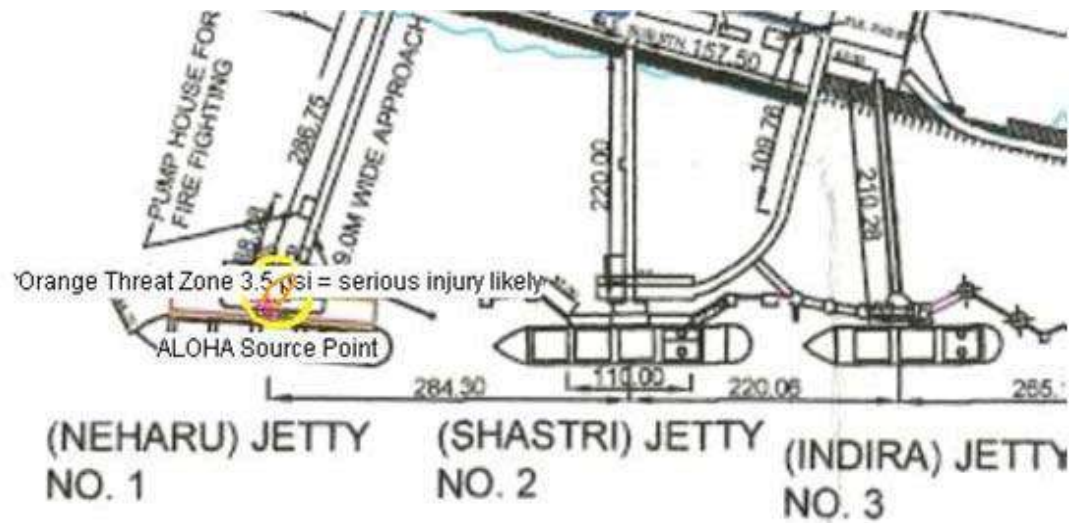 PUMP HOUSE FOR
FIRE FIGHTING
286.75
9.0M WIDE APPROACH
157.50
220.00
109.76
210.28
Orange Threat Zone 3.5 psi = serious injury likely
ALOHA Source Point
284.30
110.00
220.06
265.
(NEHARU) JETTY
NO. 1
(SHASTRI) JETTY
NO. 2
(INDIRA) JETTY
NO. 3